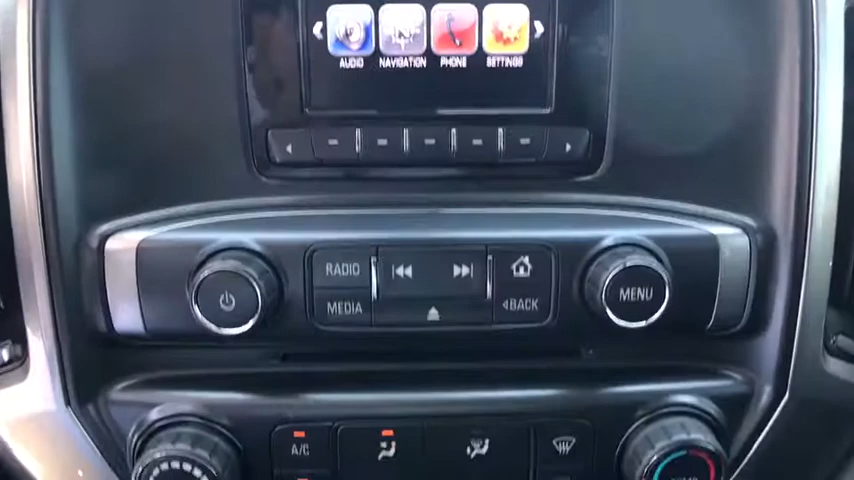 AUDIO NAVIGATION PHONE SETTINGS
RADIO
MEDIA
BACK
MENU
A/C